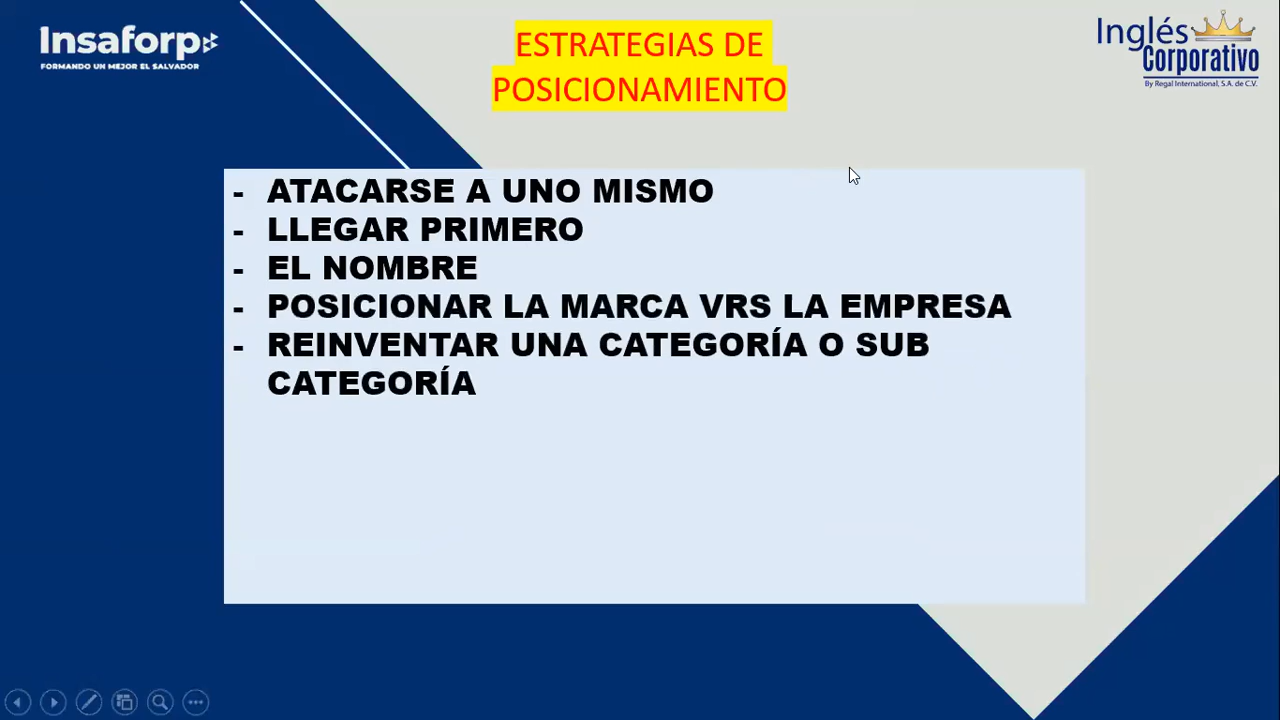 Insaforp
FORMANDO UN MEJOR EL SALVADOR
ESTRATEGIAS DE
POSICIONAMIENTO
Inglés
Corporativo
By Regal International, S.A. de C.V.
- ATACARSE A UNO MISMO
- LLEGAR PRIMERO
- EL NOMBRE
- POSICIONAR LA MARCA VRS LA EMPRESA
- REINVENTAR UNA CATEGORÍA O SUB
CATEGORÍA